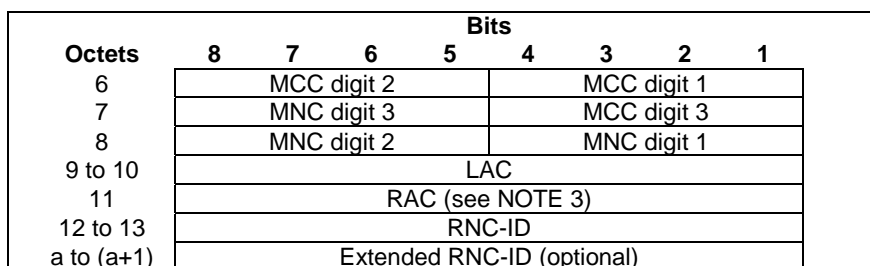 Bits
Octets 8 7 6 5 4 3 2 1
6 MCC digit 2 MCC digit 1
7 MNC digit 3 MCC digit 3
8 MNC digit 2 MNC digit 1
9 to 10 LAC
11 RAC (see NOTE 3)
12 to 13 RNC-ID
a to (a+1) Extended RNC-ID (optional)